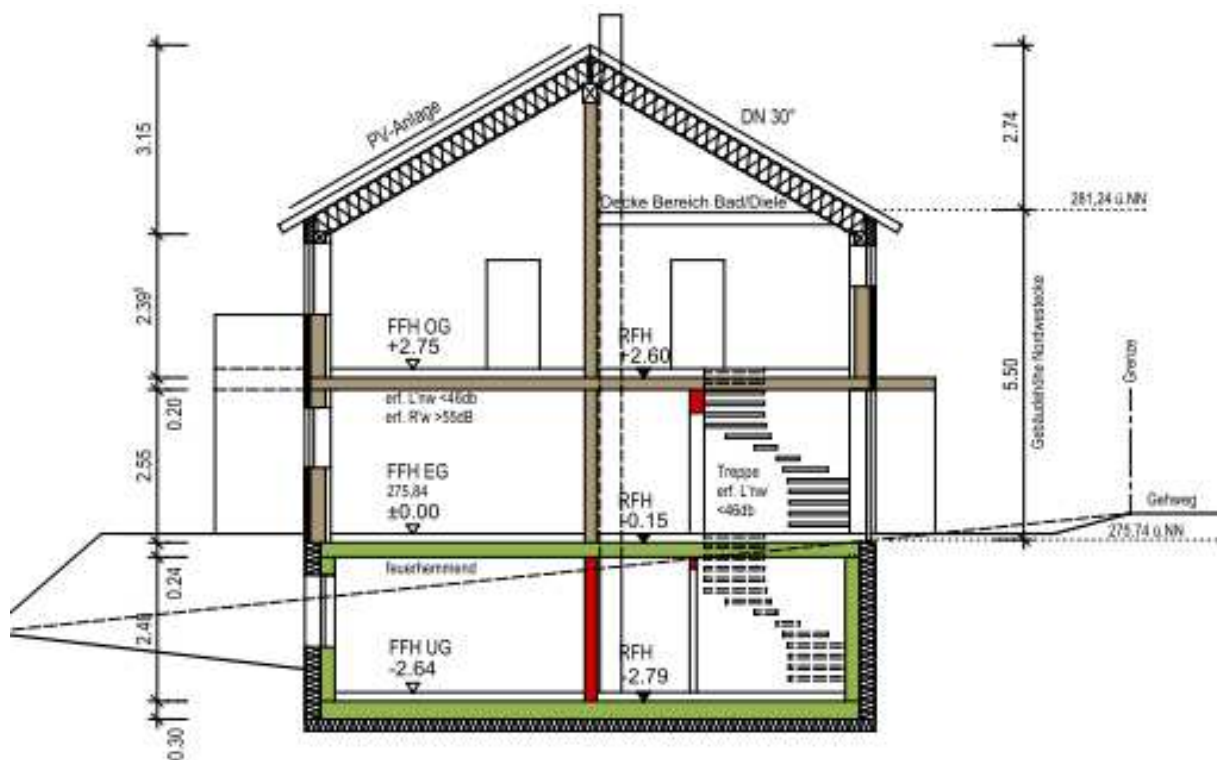 3.15
PV-Anlage
DN 30°
2.74
Decke Bereich Bad/Diele
281,24 ü.NN
2.39⁵
FFH OG
+2.75
RFH
+2.60
5.50
Gebäudehöhe Nordwestecke
Grenze
0.20
erf. L'nw <46db
erf. R'w >55dB
2.55
FFH EG
275,84
±0.00
RFH
-0.15
Treppe
erf. L'nw
<46db
Gehweg
275,74 ü.NN
0.24
feuerhemmend
FFH UG
-2.64
RFH
-2.79
0.30